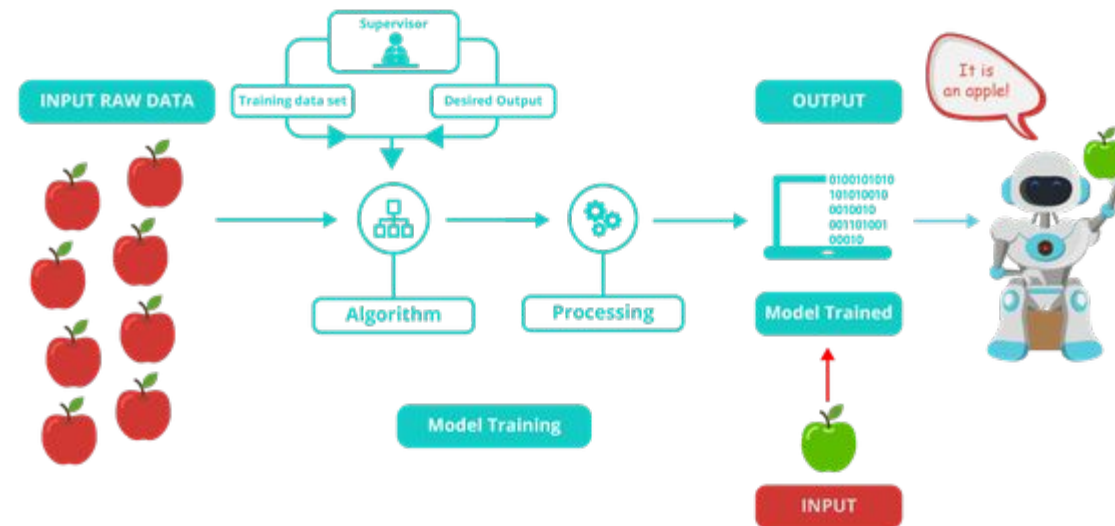 Supervisor
INPUT RAW DATA
Training data set
Desired Output
OUTPUT
It is
an apple!
0100101010
101010010
0010010
001101001
00010
Algorithm
Processing
Model Trained
Model Training
INPUT